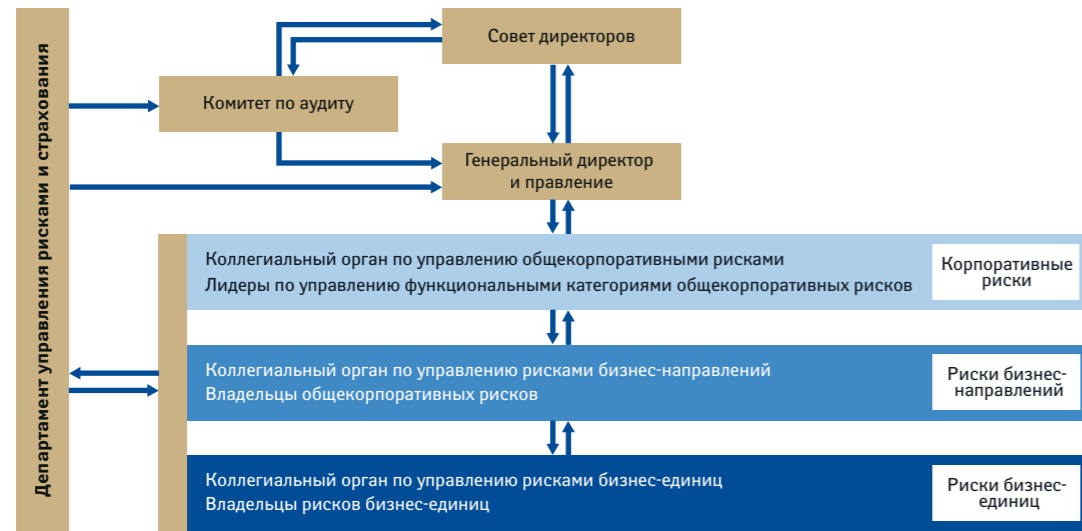 Департамент управления рисками и страхования
Совет директоров
Комитет по аудиту
Генеральный директор
и правление
Коллегиальный орган по управлению общекорпоративными рисками
Лидеры по управлению функциональными категориями общекорпоративных рисков
Корпоративные
риски
Коллегиальный орган по управлению рисками бизнес-направлений
Владельцы общекорпоративных рисков
Риски бизнес-
направлений
Коллегиальный орган по управлению рисками бизнес-единиц
Владельцы рисков бизнес-единиц
Риски бизнес-
единиц